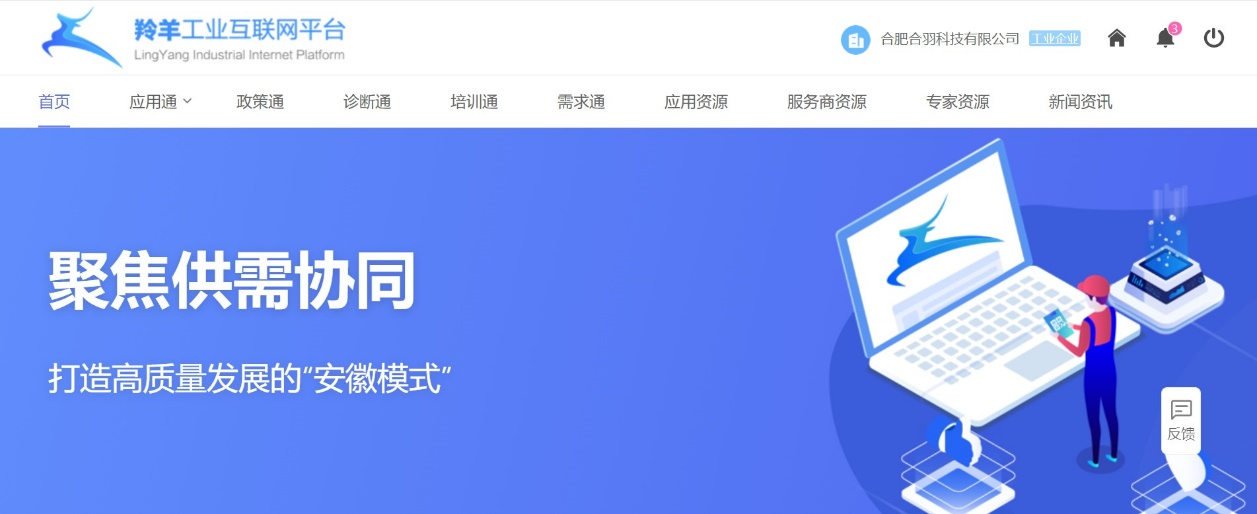 羚羊工业互联网平台
LingYang Industrial Internet Platform
合肥合羽科技有限公司 工业企业 3
首页 应用通 政策通 诊断通 培训通 需求通 应用资源 服务商资源 专家资源 新闻资讯
聚焦供需协同
打造高质量发展的“安徽模式”
反馈